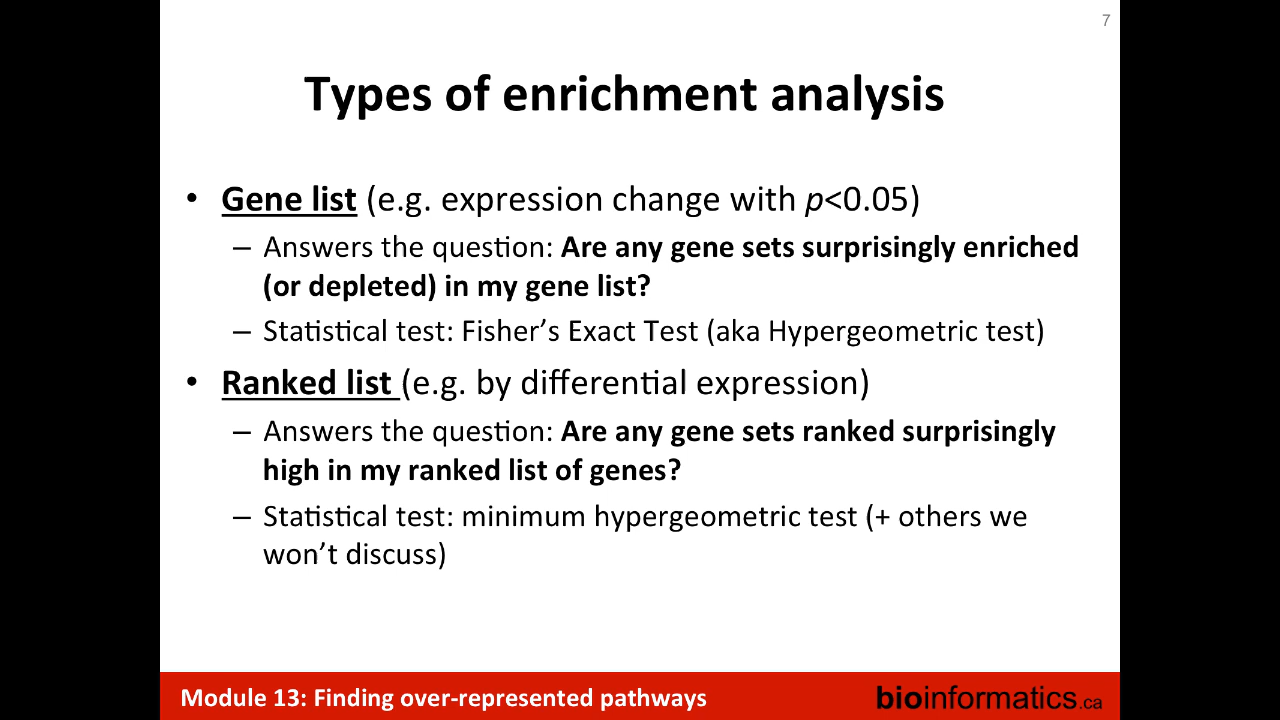 7
Types of enrichment analysis
• Gene list (e.g. expression change with p<0.05)
– Answers the question: Are any gene sets surprisingly enriched
(or depleted) in my gene list?
– Statistical test: Fisher’s Exact Test (aka Hypergeometric test)
• Ranked list (e.g. by differential expression)
– Answers the question: Are any gene sets ranked surprisingly
high in my ranked list of genes?
– Statistical test: minimum hypergeometric test (+ others we
won’t discuss)
Module 13: Finding over-represented pathways
bioinformatics.ca